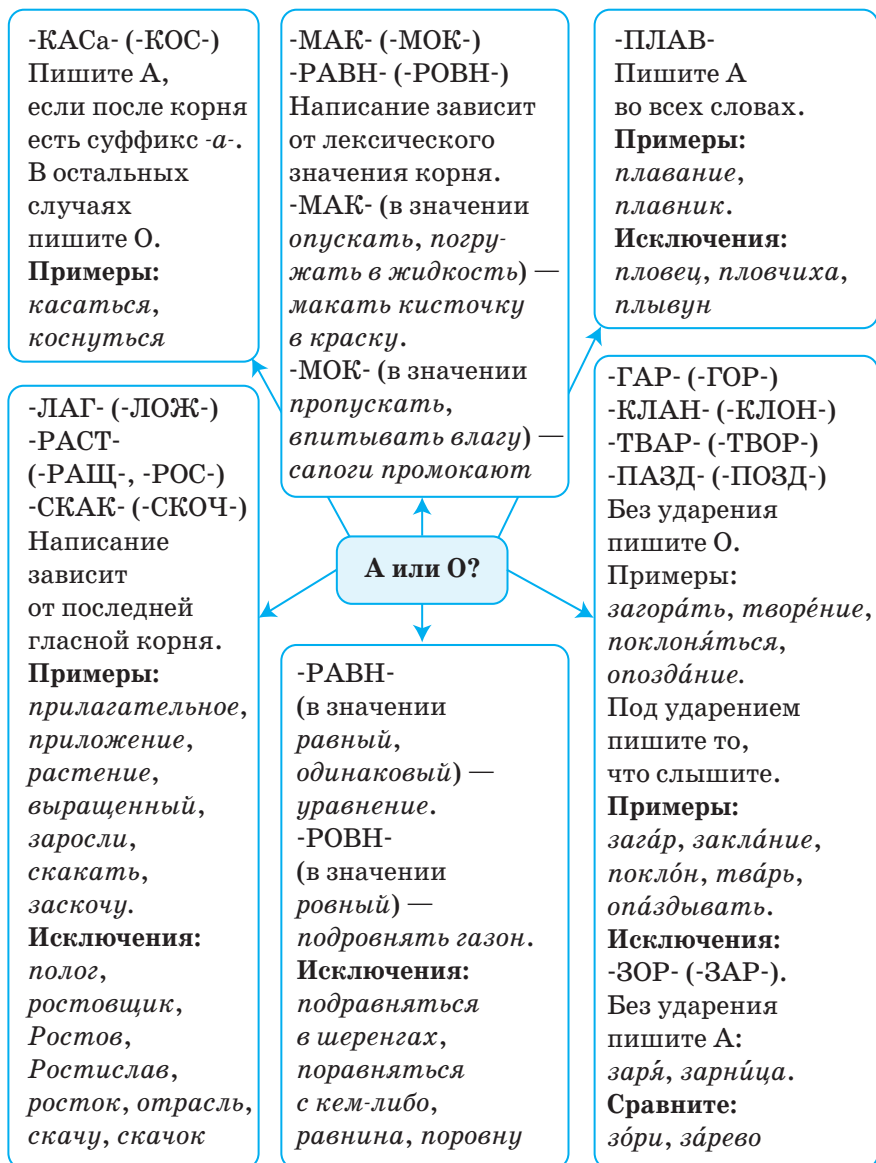 -КАСа- (-КОС-)
Пишите А,
если после корня
есть суффикс -а-.
В остальных
случаях
пишите О.
Примеры:
касаться,
коснуться
-МАК- (-МОК-)
-РАВН- (-РОВН-)
Написание зависит
от лексического
значения корня.
-МАК- (в значении
опускать, погру-
жать в жидкость) —
макать кисточку
в краску.
-МОК- (в значении
пропускать,
впитывать влагу) —
сапоги промокают
-ПЛАВ-
Пишите А
во всех словах.
Примеры:
плавание,
плавник.
Исключения:
пловец, пловчиха,
плывун
-ЛАГ- (-ЛОЖ-)
-РАСТ-
(-РАЩ-, -РОС-)
-СКАК- (-СКОЧ-)
Написание
зависит
от последней
гласной корня.
Примеры:
прилагательное,
приложение,
растение,
выращенный,
заросли,
скакать,
заскочу.
Исключения:
полог,
ростовщик,
Ростов,
Ростислав,
росток, отрасль,
скачу, скачок
А или О?
-РАВН-
(в значении
равный,
одинаковый) —
уравнение.
-РОВН-
(в значении
ровный) —
подровнять газон.
Исключения:
подравняться
в шеренгах,
поравняться
с кем-либо,
равнина, поровну
-ГАР- (-ГОР-)
-КЛАН- (-КЛОН-)
-ТВАР- (-ТВОР-)
-ПАЗД- (-ПОЗД-)
Без ударения
пишите О.
Примеры:
загора́ть, творе́ние,
поклоня́ться,
опозда́ние.
Под ударением
пишите то,
что слышите.
Примеры:
зага́р, закла́ние,
покло́н, тва́рь,
опа́здывать.
Исключения:
-ЗОР- (-ЗАР-).
Без ударения
пишите А:
заря́, зарни́ца.
Сравните:
зо́ри, за́рево